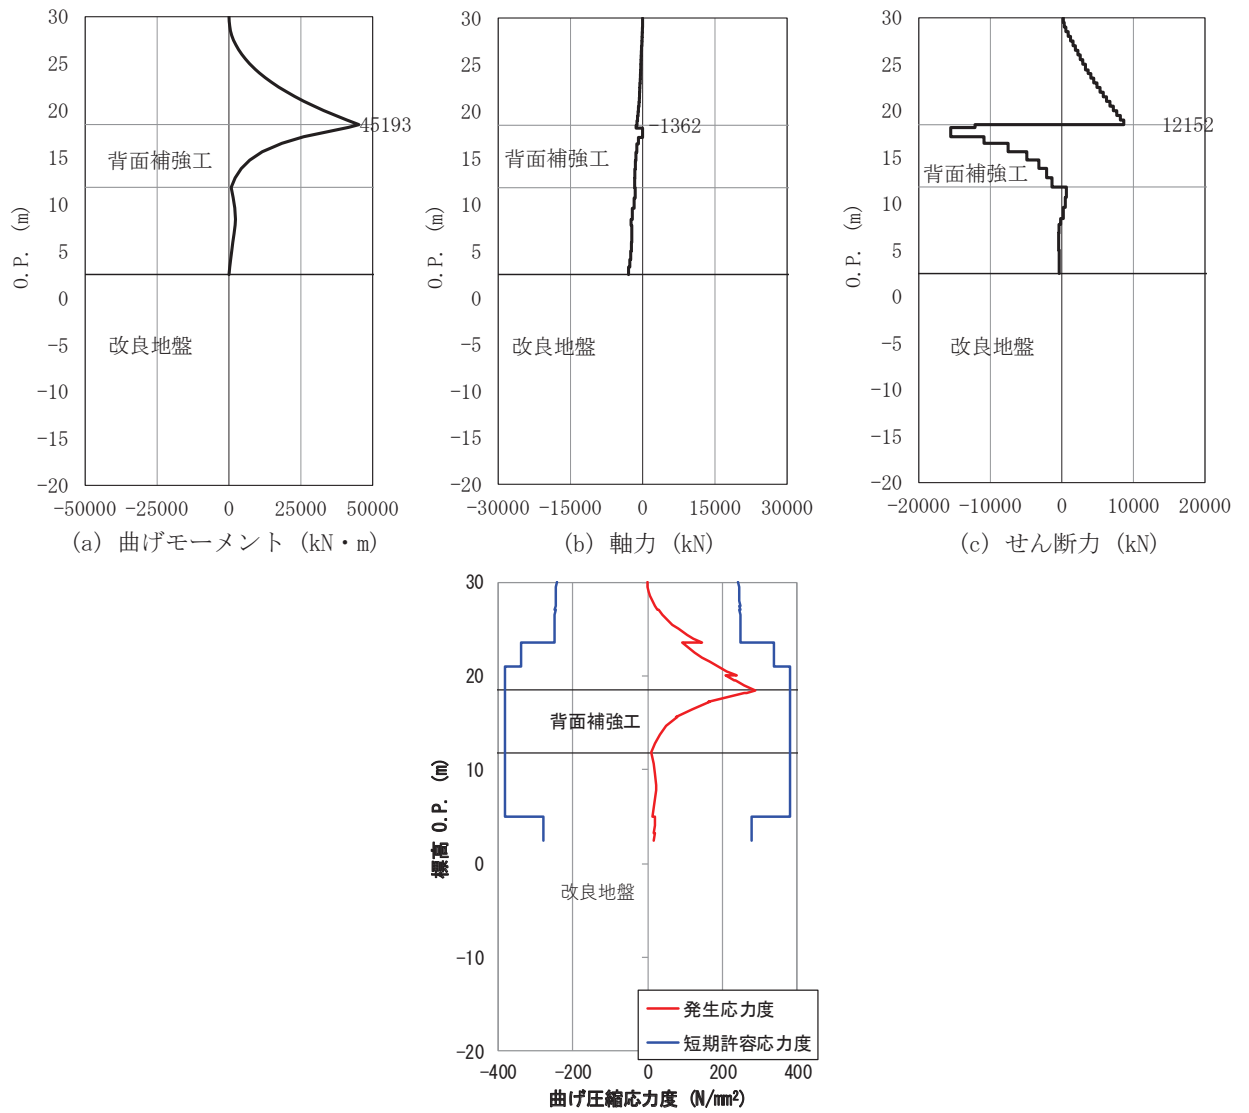 30
25
20
15
10
5
0
-5
-10
-15
-20
O.P. (m)
45193
背面補強工
改良地盤
-50000 -25000 0 25000 50000
(a) 曲げモーメント (kN・m)
30
25
20
15
10
5
0
-5
-10
-15
-20
O.P. (m)
-1362
背面補強工
改良地盤
-30000 -15000 0 15000 30000
(b) 軸力 (kN)
30
25
20
15
10
5
0
-5
-10
-15
-20
O.P. (m)
12152
背面補強工
改良地盤
-20000 -10000 0 10000 20000
(c) せん断力 (kN)
30
20
10
0
-10
-20
標高 O.P. (m)
背面補強工
改良地盤
発生応力度
短期許容応力度
-400 -200 0 200 400
曲げ圧縮応力度 (N/mm²)